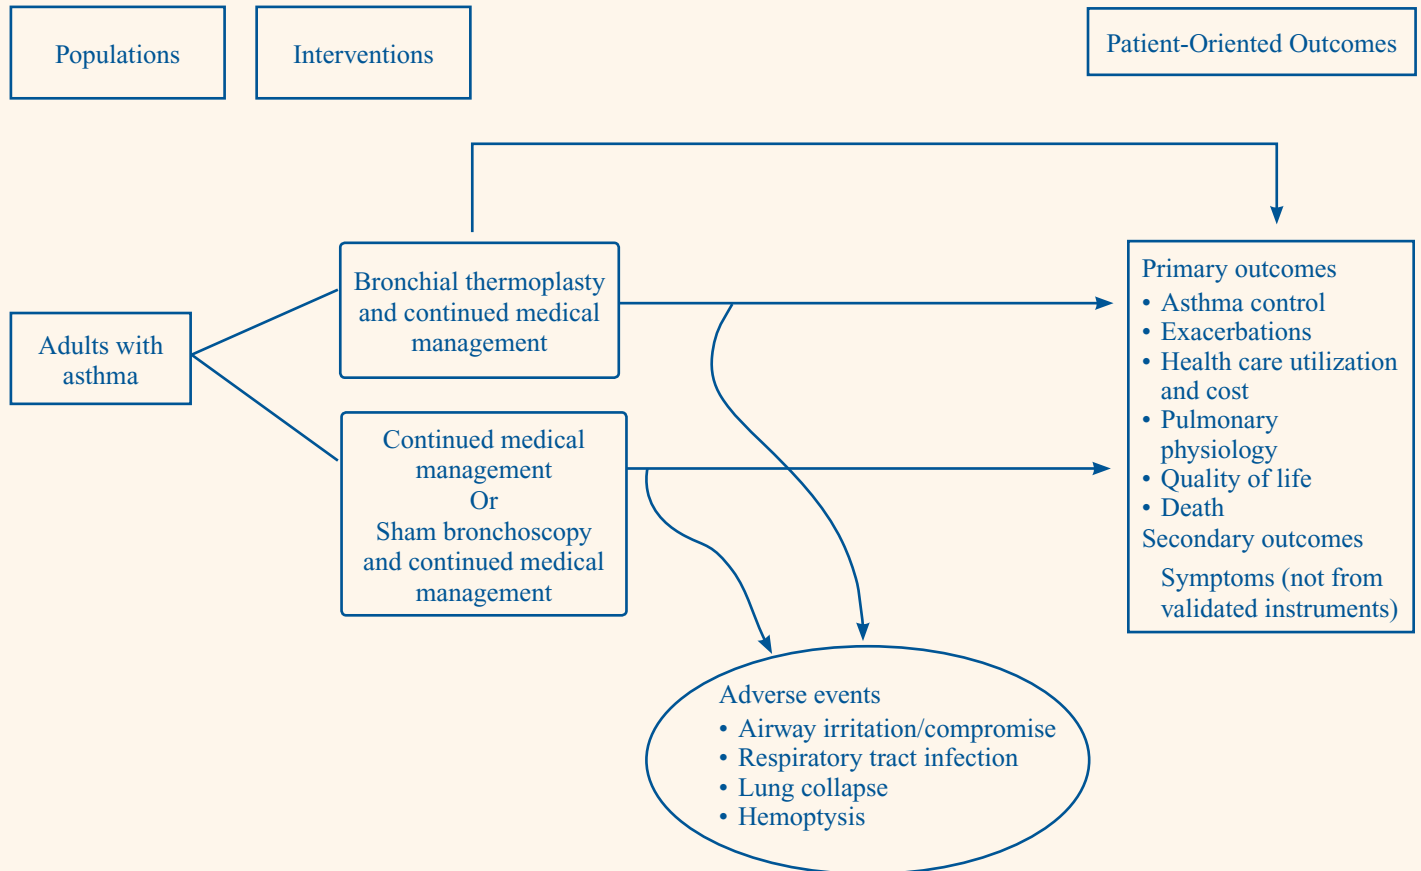 Populations
Interventions
Patient-Oriented Outcomes
Adults with
asthma
Bronchial thermoplasty
and continued medical
management
Continued medical
management
Or
Sham bronchoscopy
and continued medical
management
Primary outcomes
• Asthma control
• Exacerbations
• Health care utilization
and cost
• Pulmonary
physiology
• Quality of life
• Death
Secondary outcomes
Symptoms (not from
validated instruments)
Adverse events
• Airway irritation/compromise
• Respiratory tract infection
• Lung collapse
• Hemoptysis